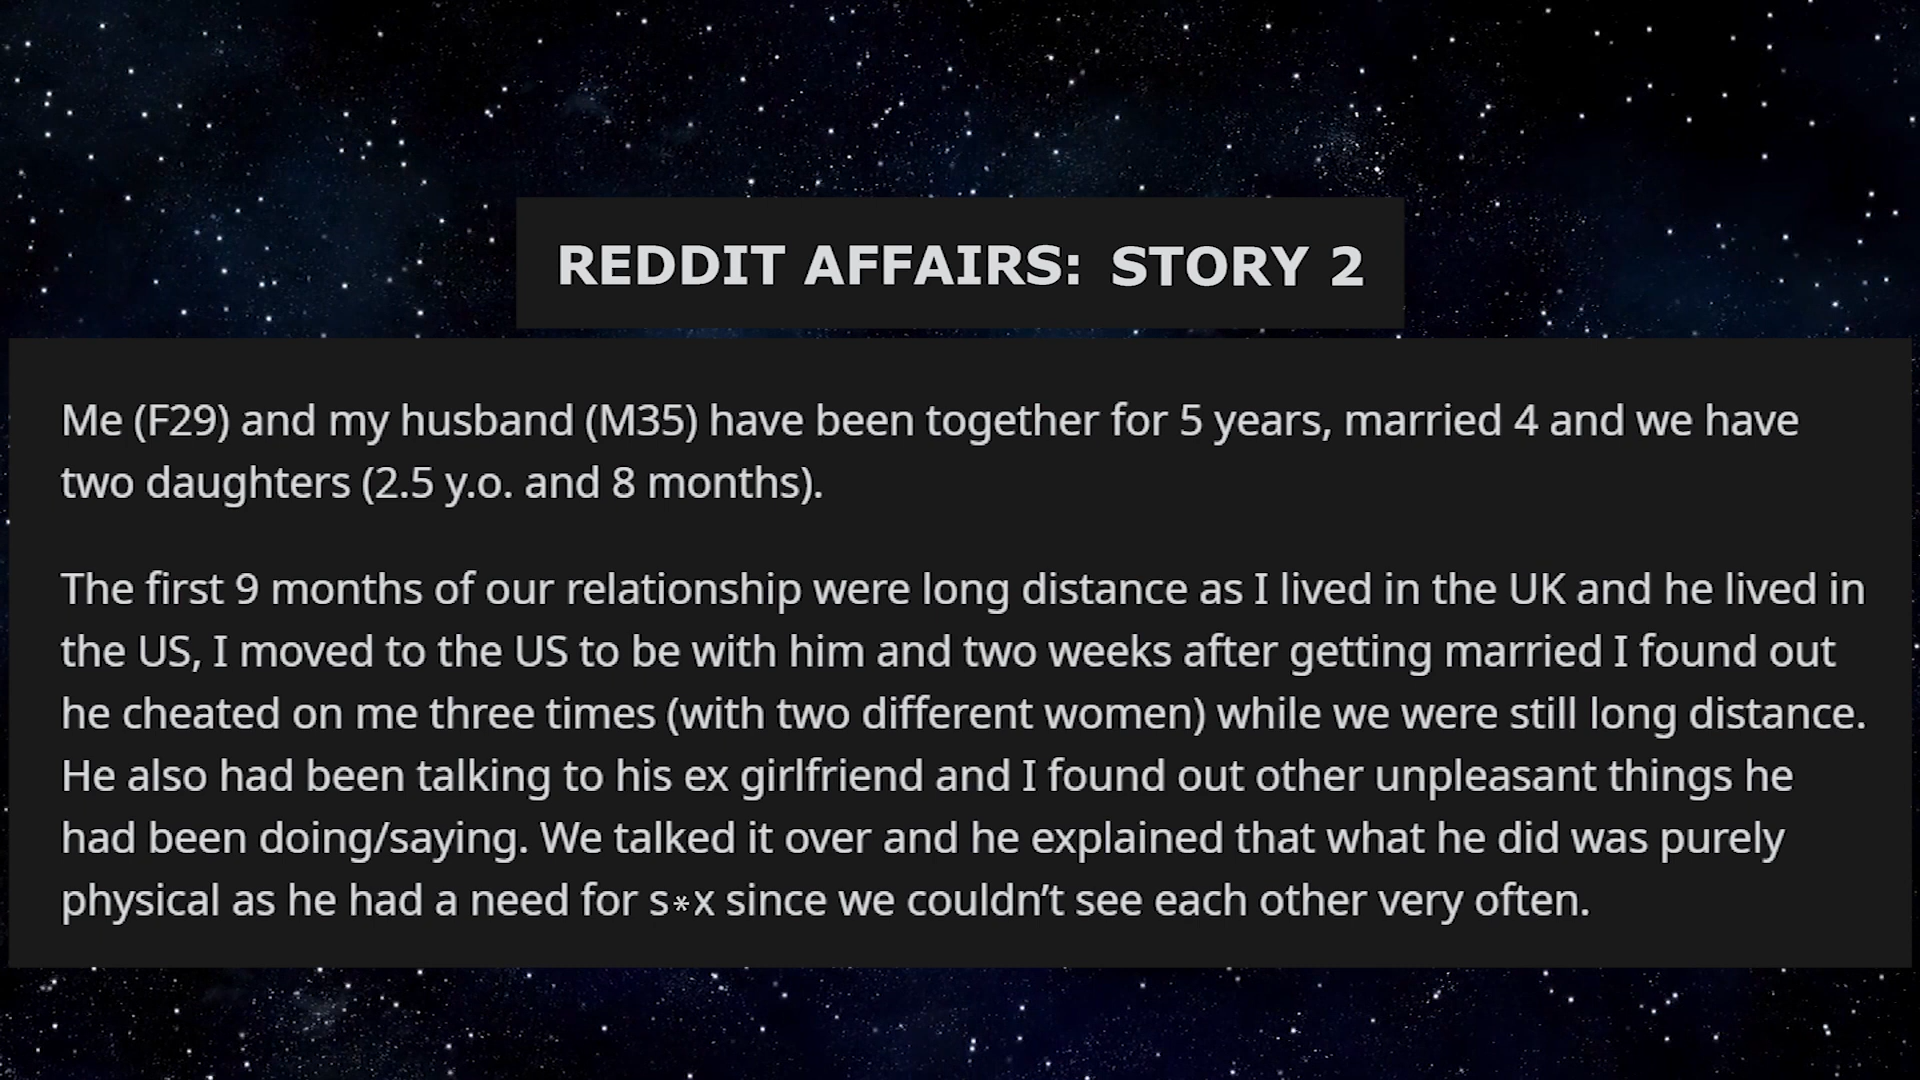 REDDIT AFFAIRS: STORY 2
Me (F29) and my husband (M35) have been together for 5 years, married 4 and we have
two daughters (2.5 y.o. and 8 months).
The first 9 months of our relationship were long distance as I lived in the UK and he lived in
the US, I moved to the US to be with him and two weeks after getting married I found out
he cheated on me three times (with two different women) while we were still long distance.
He also had been talking to his ex girlfriend and I found out other unpleasant things he
had been doing/saying. We talked it over and he explained that what he did was purely
physical as he had a need for s*x since we couldn’t see each other very often.